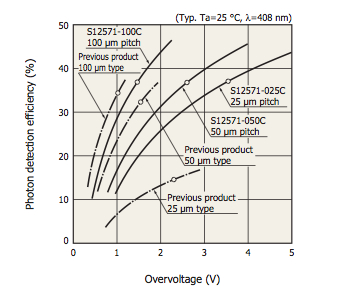 (Typ. Ta=25 °C, λ=408 nm)
50
40
30
20
10
0
Photon detection efficiency (%)
S12571-100C
100 μm pitch
Previous product
100 μm type
S12571-025C
25 μm pitch
S12571-050C
50 μm pitch
Previous product
50 μm type
Previous product
25 μm type
0
1
2
3
4
5
Overvoltage (V)